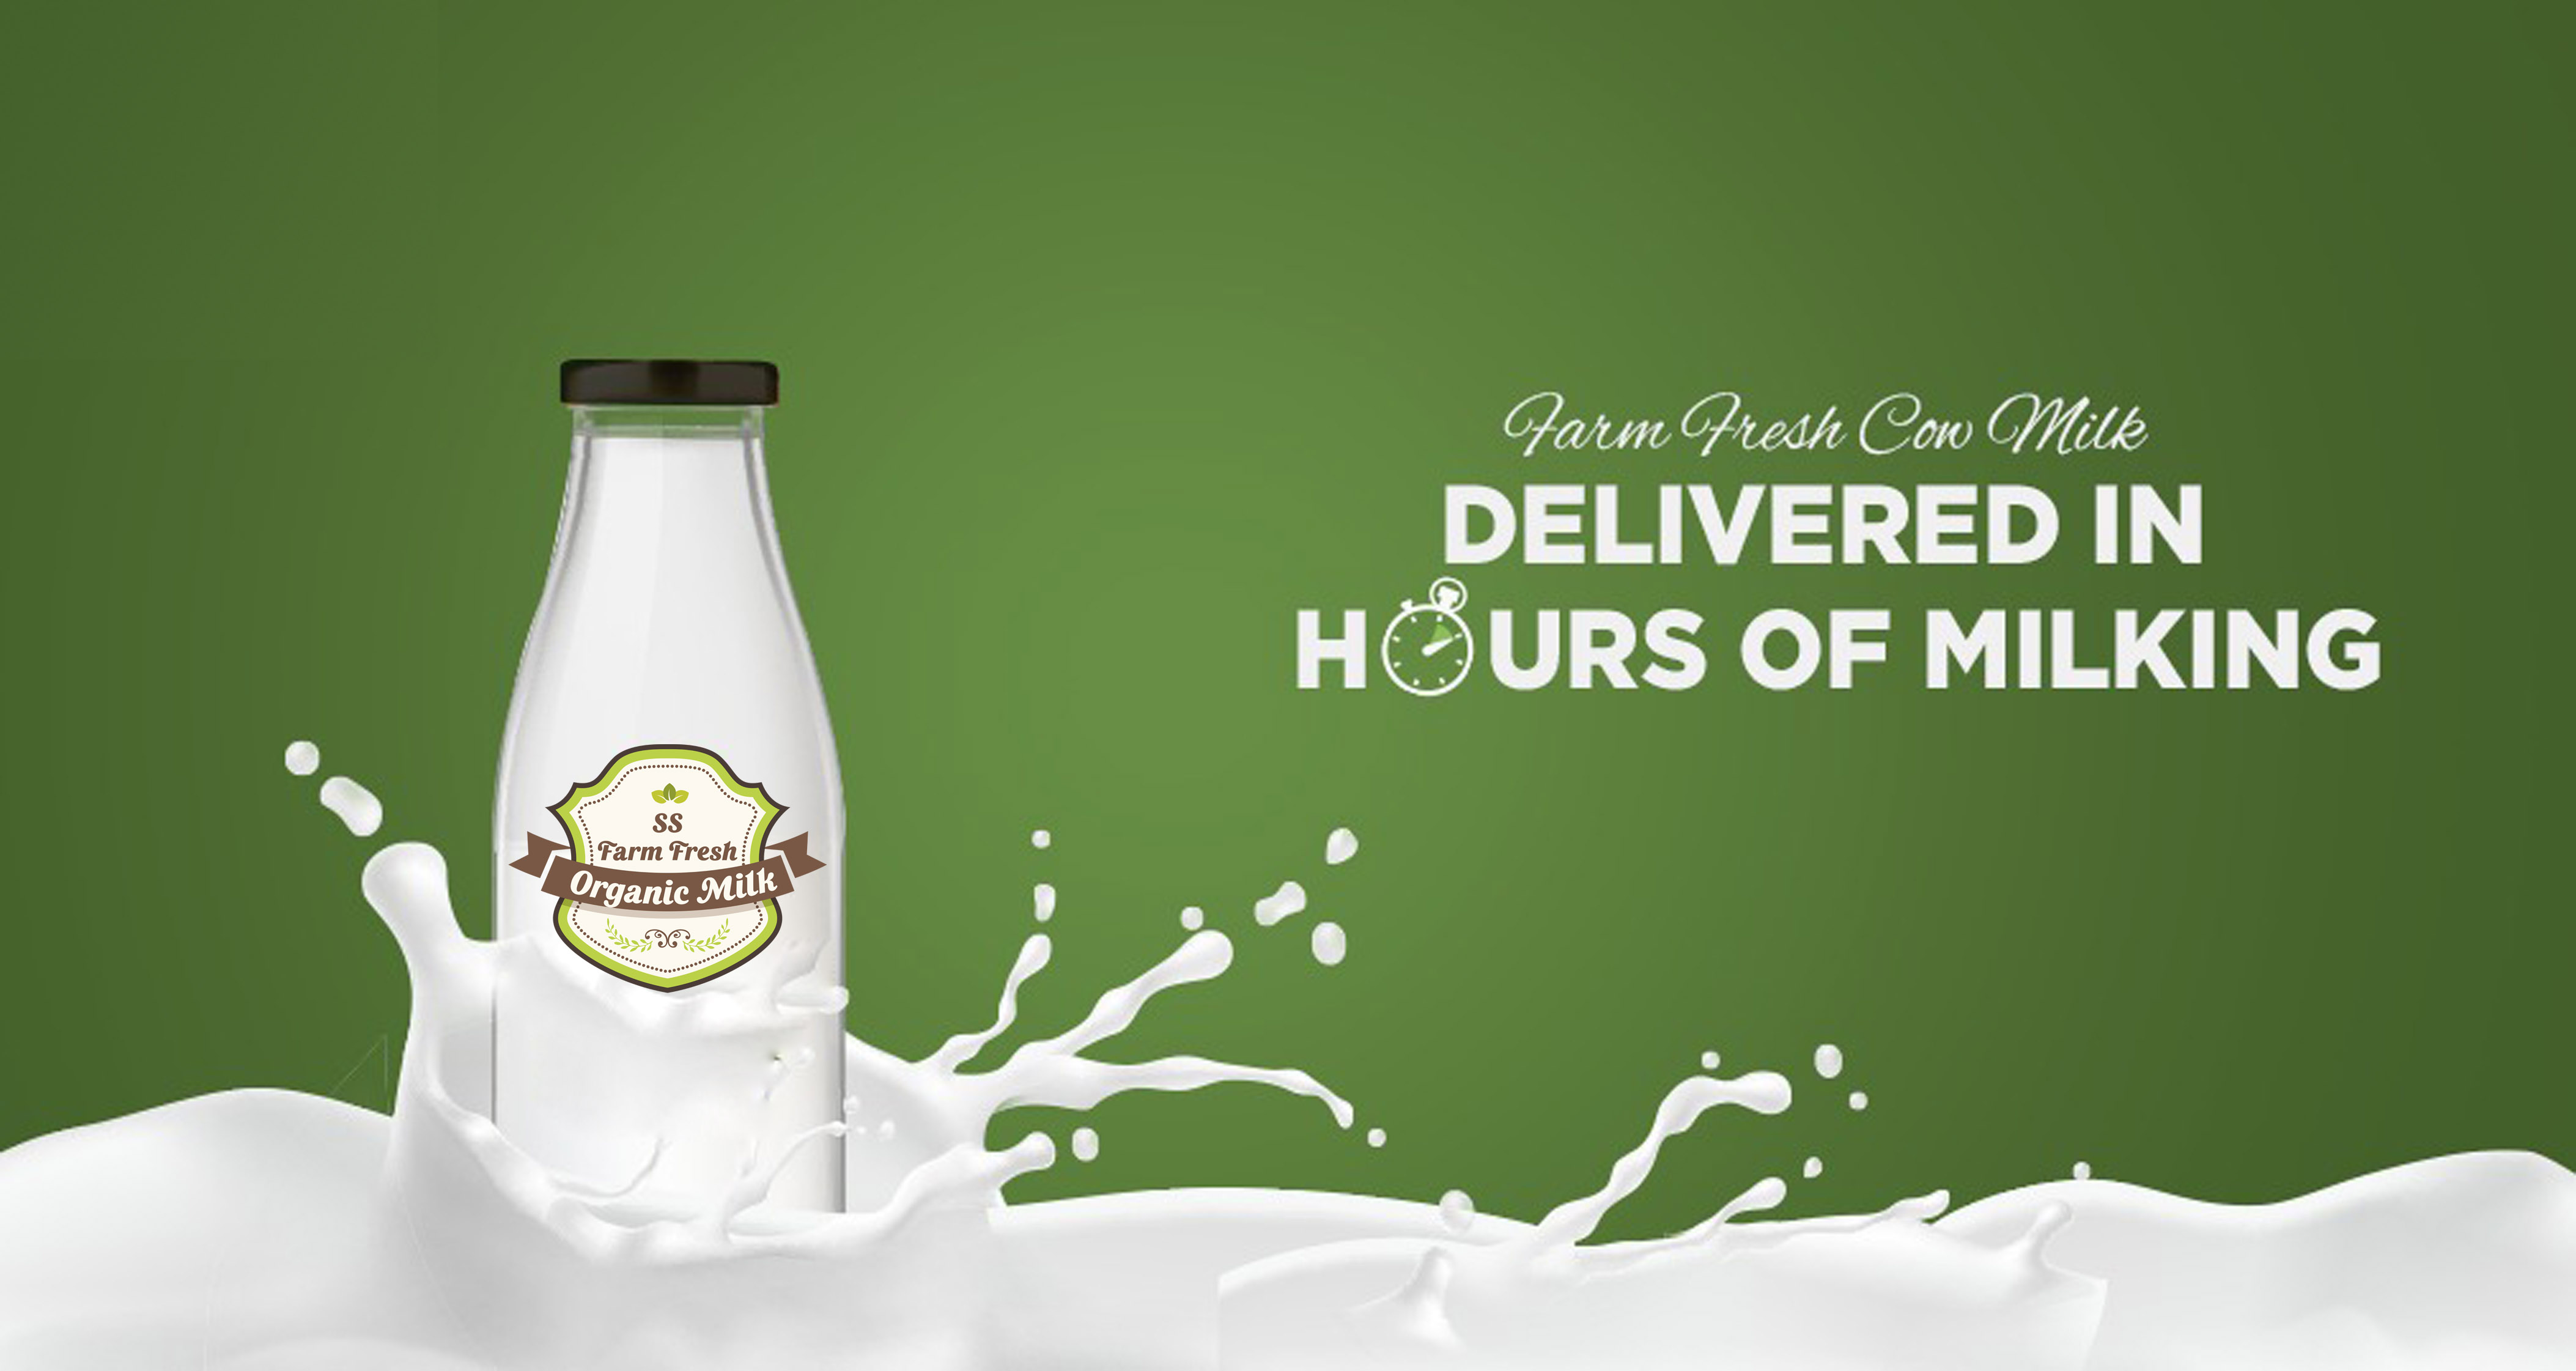 Farm Fresh Cow Milk
DELIVERED IN
HOURS OF MILKING
SS
Farm Fresh
Organic Milk